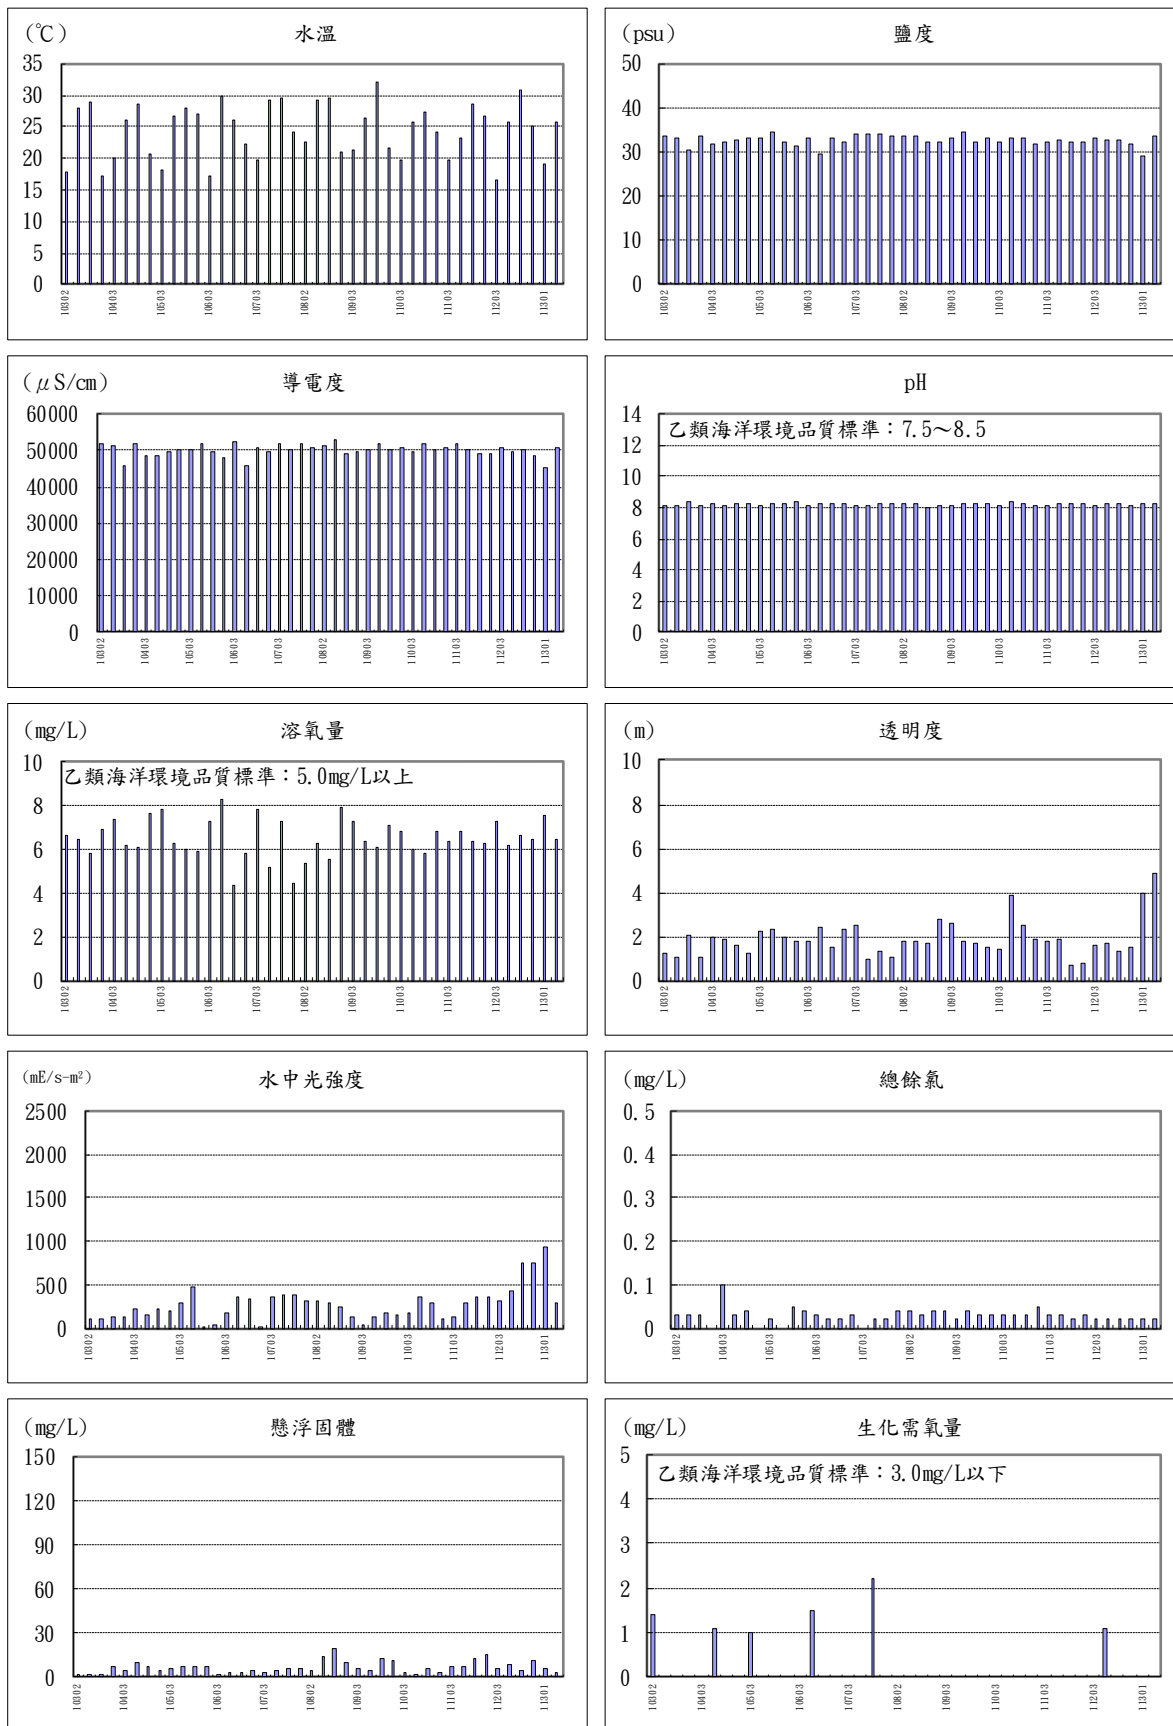 (℃) 水溫
35
30
25
20
15
10
5
0
10302 10403 10503 10603 10703 10802 10903 11003 11103 11203 11301
(psu) 鹽度
50
40
30
20
10
0
10302 10403 10503 10603 10703 10802 10903 11003 11103 11203 11301
(μS/cm) 導電度
60000
50000
40000
30000
20000
10000
0
10302 10403 10503 10603 10703 10802 10903 11003 11103 11203 11301
pH
14
乙類海洋環境品質標準：7.5～8.5
12
10
8
6
4
2
0
10302 10403 10503 10603 10703 10802 10903 11003 11103 11203 11301
(mg/L) 溶氧量
10
乙類海洋環境品質標準：5.0mg/L以上
8
6
4
2
0
10302 10403 10503 10603 10703 10802 10903 11003 11103 11203 11301
(m) 透明度
10
8
6
4
2
0
10302 10403 10503 10603 10703 10802 10903 11003 11103 11203 11301
(mE/s-m²) 水中光強度
2500
2000
1500
1000
500
0
10302 10403 10503 10603 10703 10802 10903 11003 11103 11203 11301
(mg/L) 總餘氯
0.5
0.4
0.3
0.2
0.1
0
10302 10403 10503 10603 10703 10802 10903 11003 11103 11203 11301
(mg/L) 懸浮固體
150
120
90
60
30
0
10302 10403 10503 10603 10703 10802 10903 11003 11103 11203 11301
(mg/L) 生化需氧量
5
乙類海洋環境品質標準：3.0mg/L以下
4
3
2
1
0
10302 10403 10503 10603 10703 10802 10903 11003 11103 11203 11301